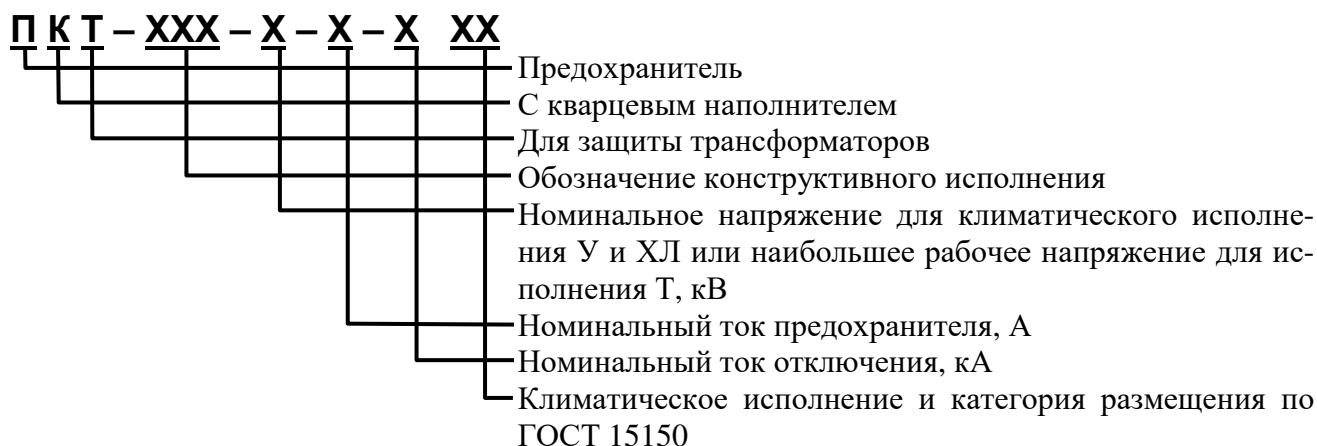 П К Т – ХХХ – Х – Х – Х ХХ
Предохранитель
С кварцевым наполнителем
Для защиты трансформаторов
Обозначение конструктивного исполнения
Номинальное напряжение для климатического исполне-
ния У и ХЛ или наибольшее рабочее напряжение для ис-
полнения Т, кВ
Номинальный ток предохранителя, А
Номинальный ток отключения, кА
Климатическое исполнение и категория размещения по
ГОСТ 15150